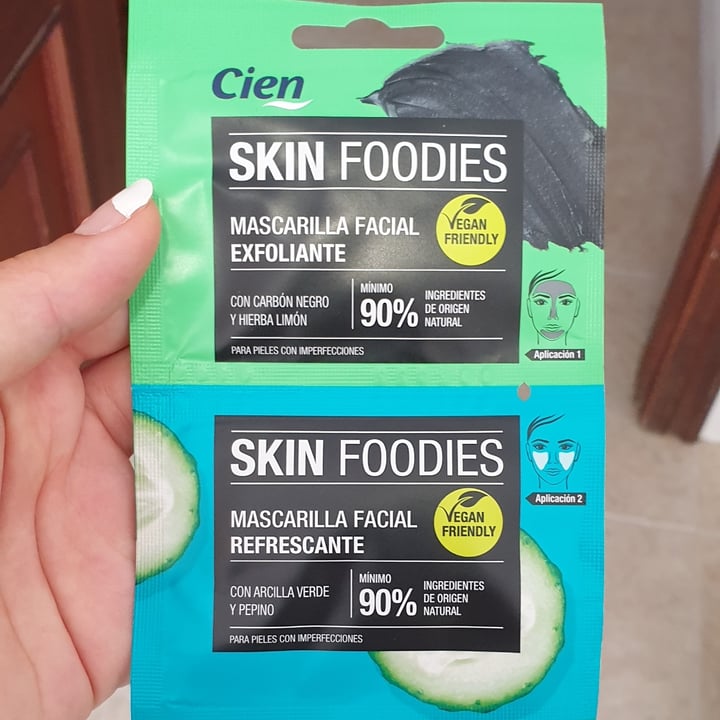 Cien
SKIN FOODIES
MASCARILLA FACIAL
EXFOLIANTE
VEGAN
FRIENDLY
CON CARBÓN NEGRO
Y HIERBA LIMÓN
MÍNIMO
90%
INGREDIENTES
DE ORIGEN
NATURAL
PARA PIELES CON IMPERFECCIONES
Aplicación 1
SKIN FOODIES
MASCARILLA FACIAL
REFRESCANTE
VEGAN
FRIENDLY
CON ARCILLA VERDE
Y PEPINO
MÍNIMO
90%
INGREDIENTES
DE ORIGEN
NATURAL
PARA PIELES CON IMPERFECCIONES
Aplicación 2